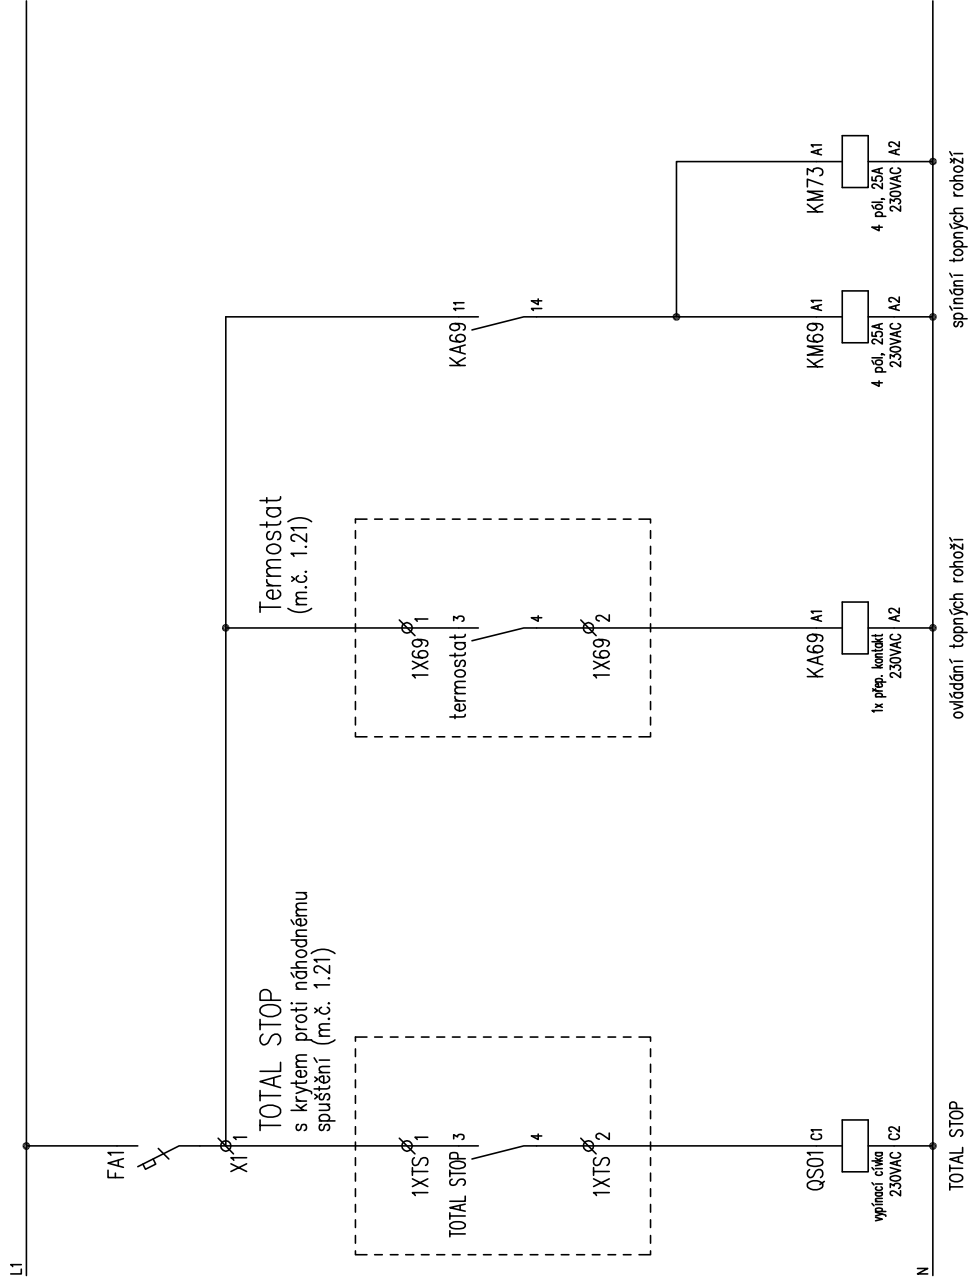 L1
FA1
X1
1
TOTAL STOP
s krytem proti náhodnému
spuštění (m.č. 1.21)
1XTS
1
TOTAL STOP
3
4
1XTS
2
QS01
C1
vypínací cívka
230VAC
C2
TOTAL STOP
Termostat
(m.č. 1.21)
1X69
1
termostat
3
4
1X69
2
KA69
A1
1x přep. kontakt
230VAC
A2
ovládání topných rohoží
KA69
11
14
KM69
A1
4 pól, 25A
230VAC
A2
KM73
A1
4 pól, 25A
230VAC
A2
spínání topných rohoží
N